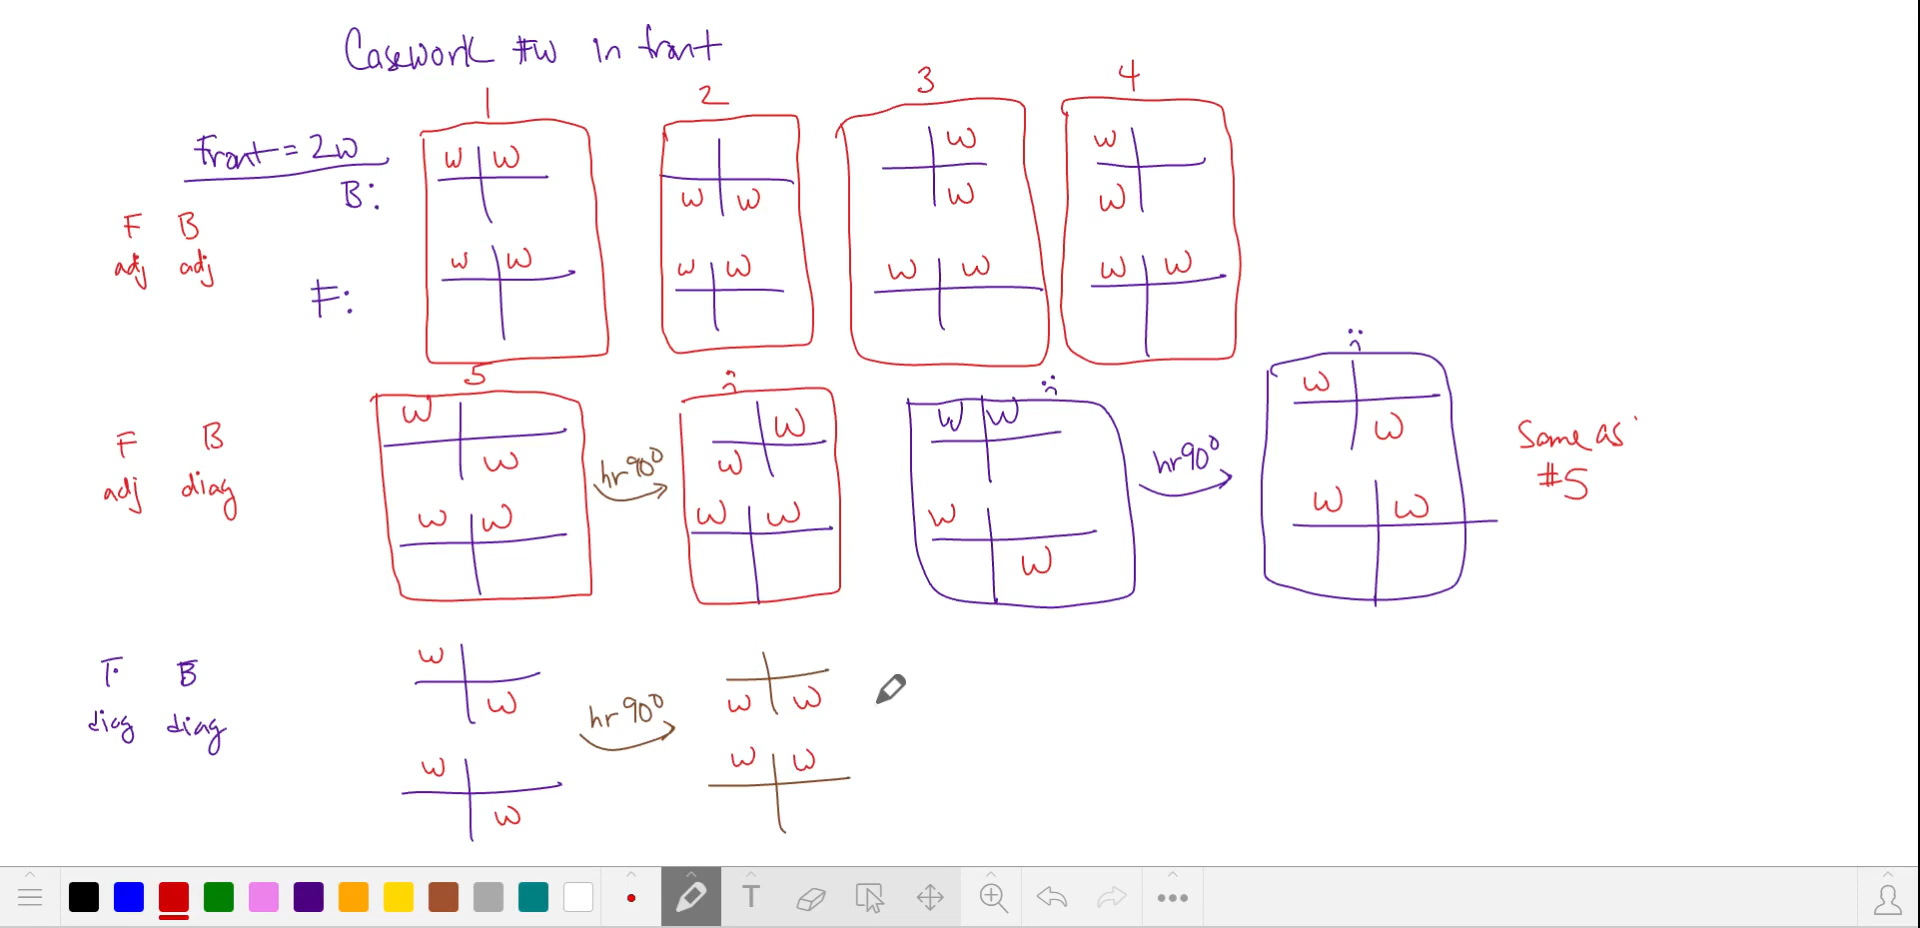 Casework #W in front
1 2 3 4
Front = 2W
B: W W W W
W W W W
F B
adj adj
F: W W W W W W W W
5
F B
adj diag
W W W W W
W W W
hr 90° hr 90°
W W W W W W W
W
Same as
#5
F B
diag diag
W
W W W
hr 90°
W W W
W
T